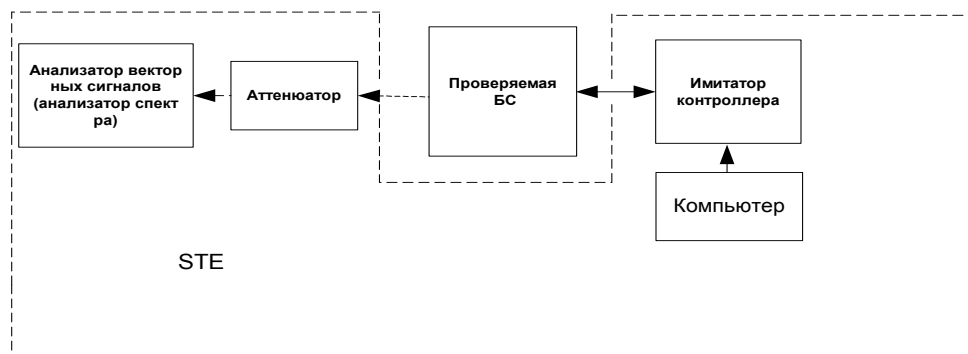 Анализатор вектор
ных сигналов
(анализатор спект
ра)
Аттенюатор
Проверяемая
БС
Имитатор
контроллера
Компьютер
STE